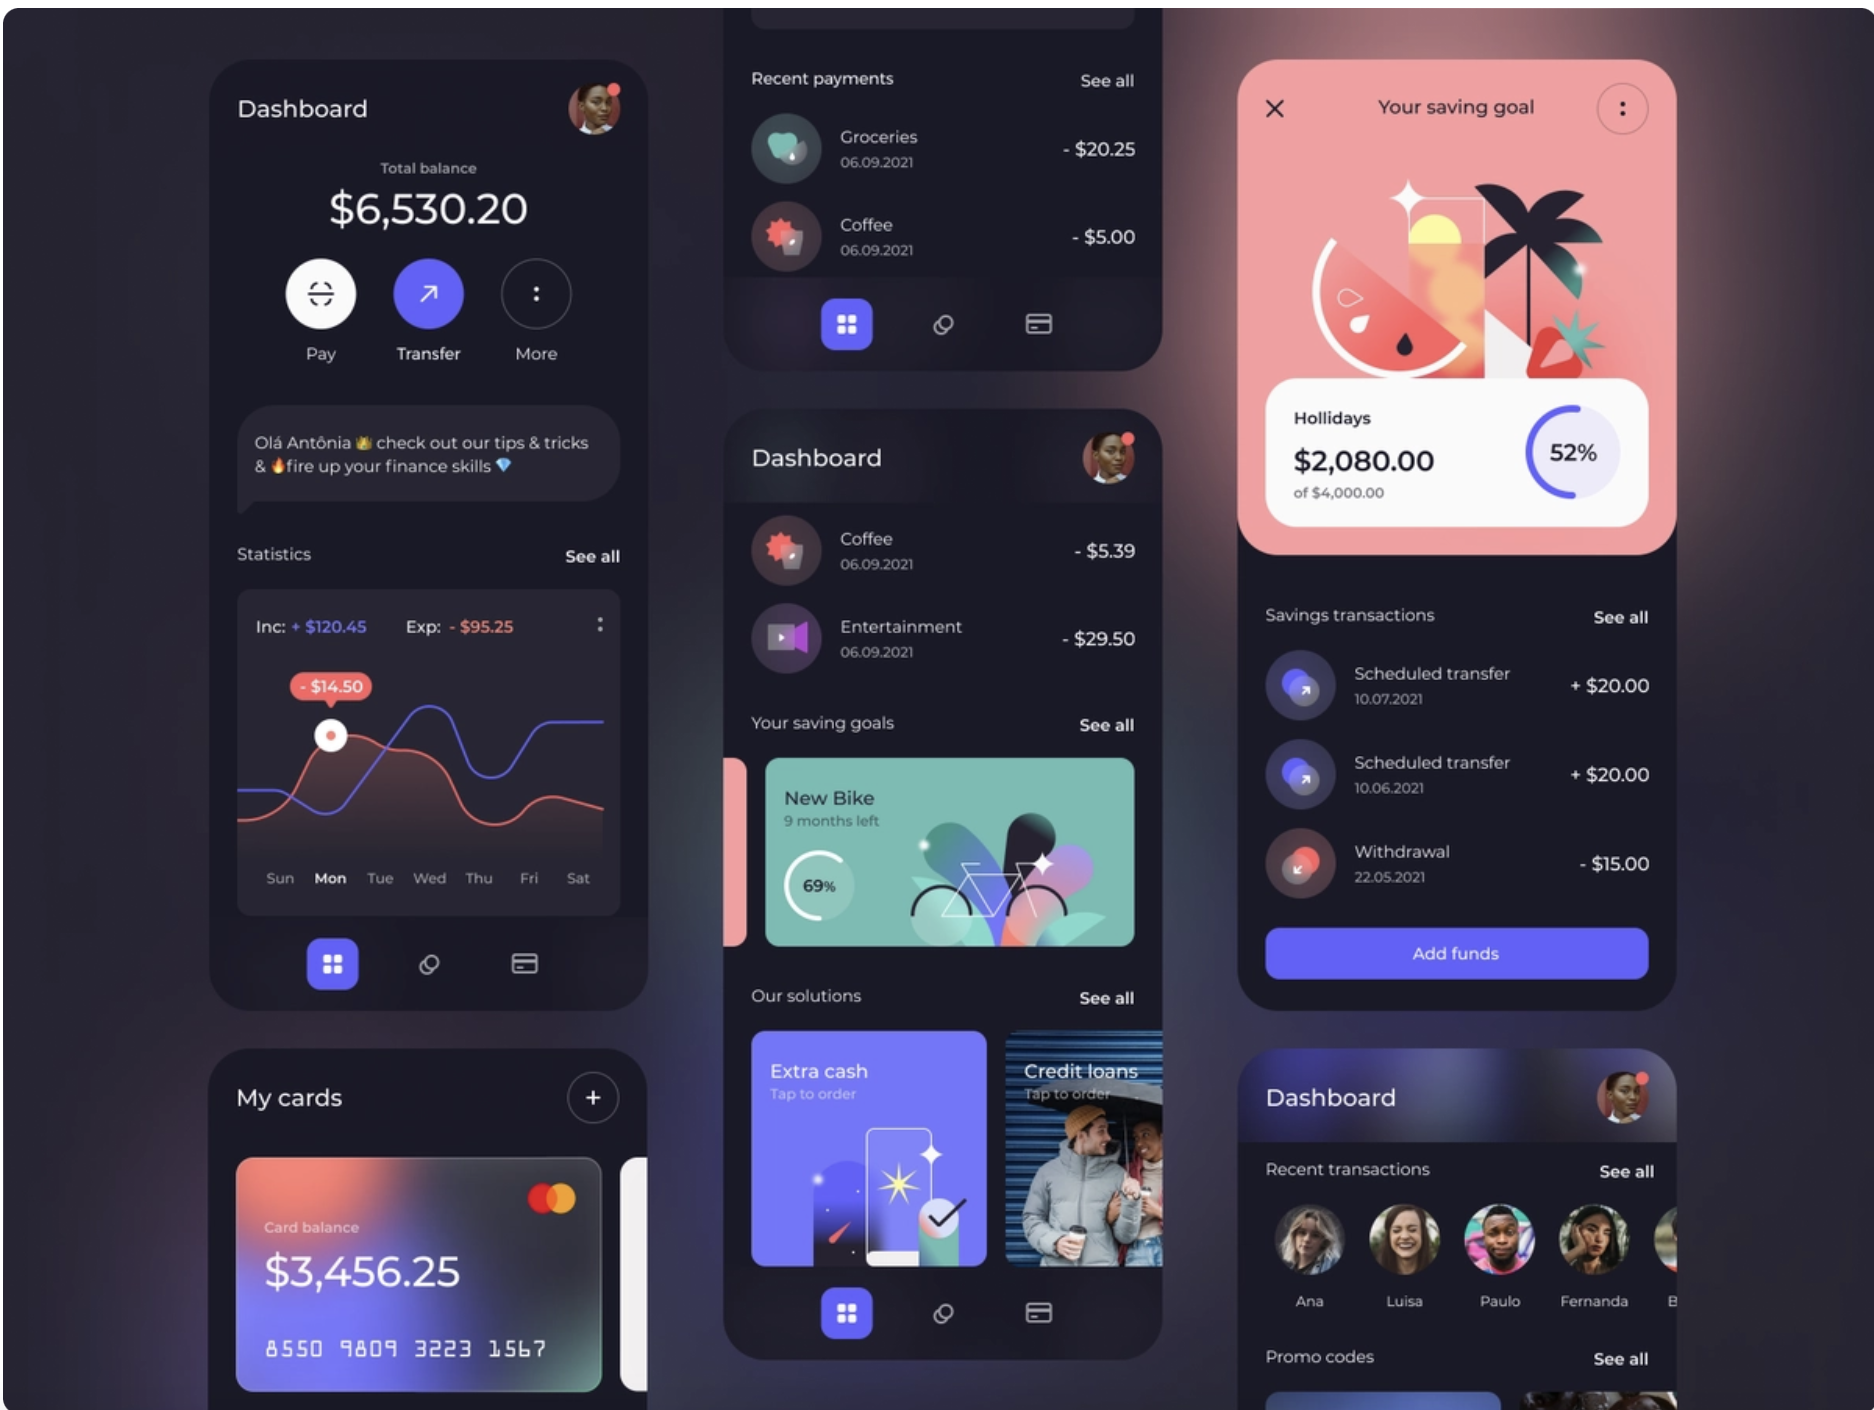 Dashboard
Total balance
$6,530.20
Pay
Transfer
More
Olá Antônia 👑 check out our tips & tricks
& 🔥fire up your finance skills 💎
Statistics
See all
Inc: + $120.45
Exp: - $95.25
- $14.50
Sun Mon Tue Wed Thu Fri Sat
My cards
Card balance
$3,456.25
8550 9809 3223 1567
Recent payments
See all
Groceries
06.09.2021
- $20.25
Coffee
06.09.2021
- $5.00
Dashboard
Coffee
06.09.2021
- $5.39
Entertainment
06.09.2021
- $29.50
Your saving goals
See all
New Bike
9 months left
69%
Our solutions
See all
Extra cash
Tap to order
Credit loans
Tap to order
Your saving goal
Hollidays
$2,080.00
of $4,000.00
52%
Savings transactions
See all
Scheduled transfer
10.07.2021
+ $20.00
Scheduled transfer
10.06.2021
+ $20.00
Withdrawal
22.05.2021
- $15.00
Add funds
Dashboard
Recent transactions
See all
Ana
Luisa
Paulo
Fernanda
Promo codes
See all